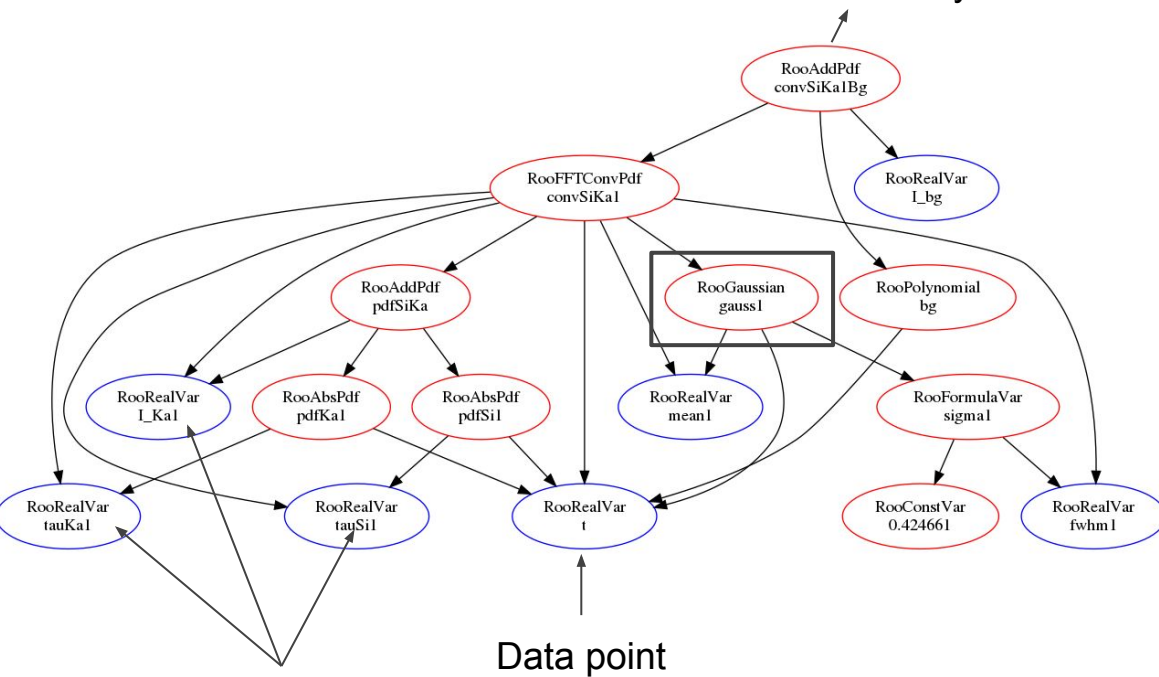 RooAddPdf
convSiKa1Bg
RooFFTConvPdf
convSiKa1
RooRealVar
I_bg
RooAddPdf
pdfSiKa
RooGaussian
gauss1
RooPolynomial
bg
RooRealVar
I_Ka1
RooAbsPdf
pdfKa1
RooAbsPdf
pdfSi1
RooRealVar
mean1
RooFormulaVar
sigma1
RooRealVar
tauKa1
RooRealVar
tauSi1
RooRealVar
t
RooConstVar
0.424661
RooRealVar
fwhm1
Data point